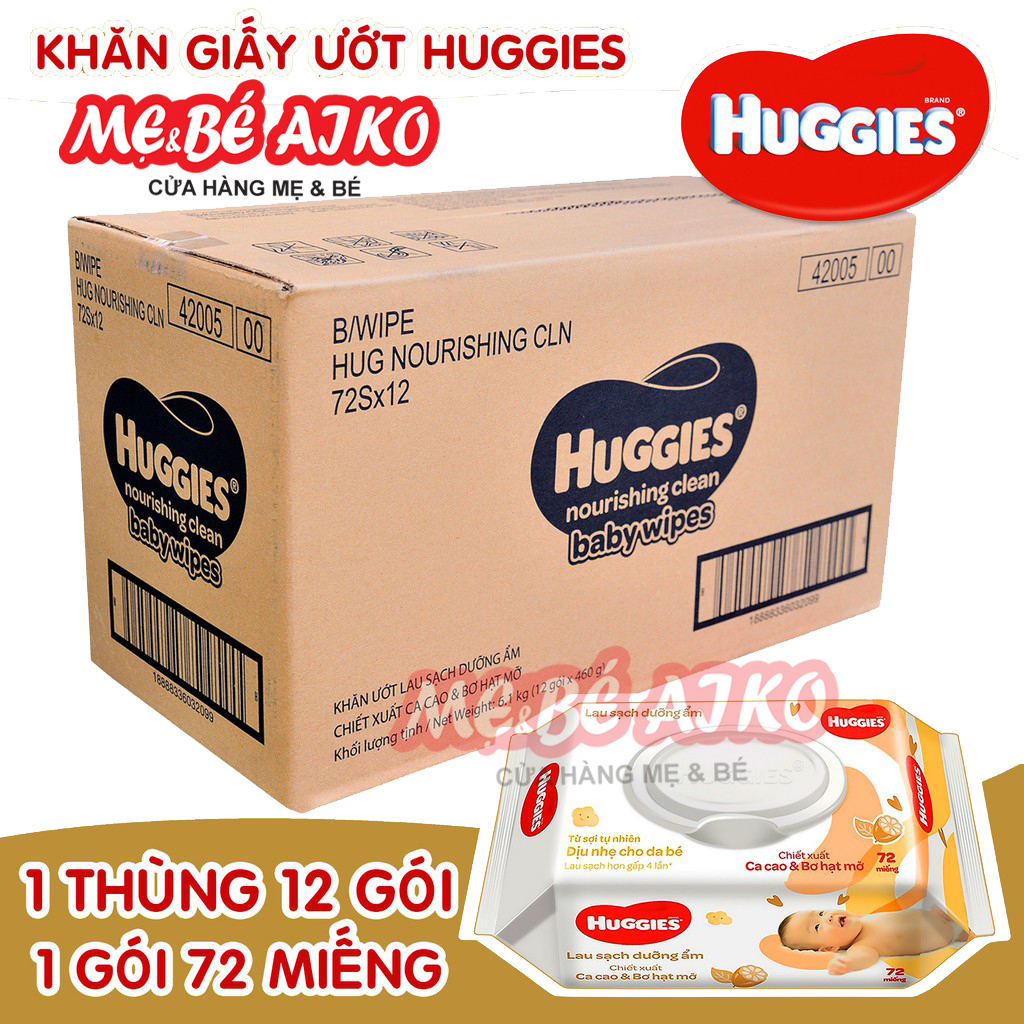 KHĂN GIẤY ƯỚT HUGGIES
MẸ&BÉ AIKO
CỬA HÀNG MẸ & BÉ
BRAND
HUGGIES®
B/WIPE
HUG NOURISHING CLN
72Sx12
42005 00
HUGGIES®
nourishing clean
baby wipes
18888336032099
B/WIPE
HUG NOURISHING CLN
72Sx12
42005 00
HUGGIES®
nourishing clean
baby wipes
18888336032099
KHĂN ƯỚT LAU SẠCH DƯỠNG ẨM
CHIẾT XUẤT CA CAO & BƠ HẠT MỠ
Khối lượng tịnh / Net Weight: 6.1 kg (12 gói x 460 g)
MẸ&BÉ AIKO
CỬA HÀNG MẸ & BÉ
Lau sạch dưỡng ẩm
HUGGIES
HUGGIES
HUGGIES
Từ sợi tự nhiên
Dịu nhẹ cho da bé
Lau sạch hơn gấp 4 lần*
Chiết xuất
Ca cao & Bơ hạt mỡ
72
miếng
HUGGIES
Lau sạch dưỡng ẩm
Chiết xuất
Ca cao & Bơ hạt mỡ
72
miếng
1 THÙNG 12 GÓI
1 GÓI 72 MIẾNG